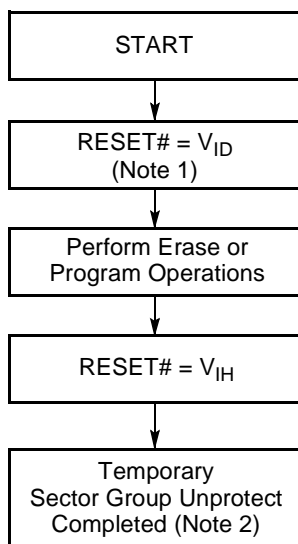 START
RESET# = VID
(Note 1)
Perform Erase or
Program Operations
RESET# = VIH
Temporary
Sector Group Unprotect
Completed (Note 2)